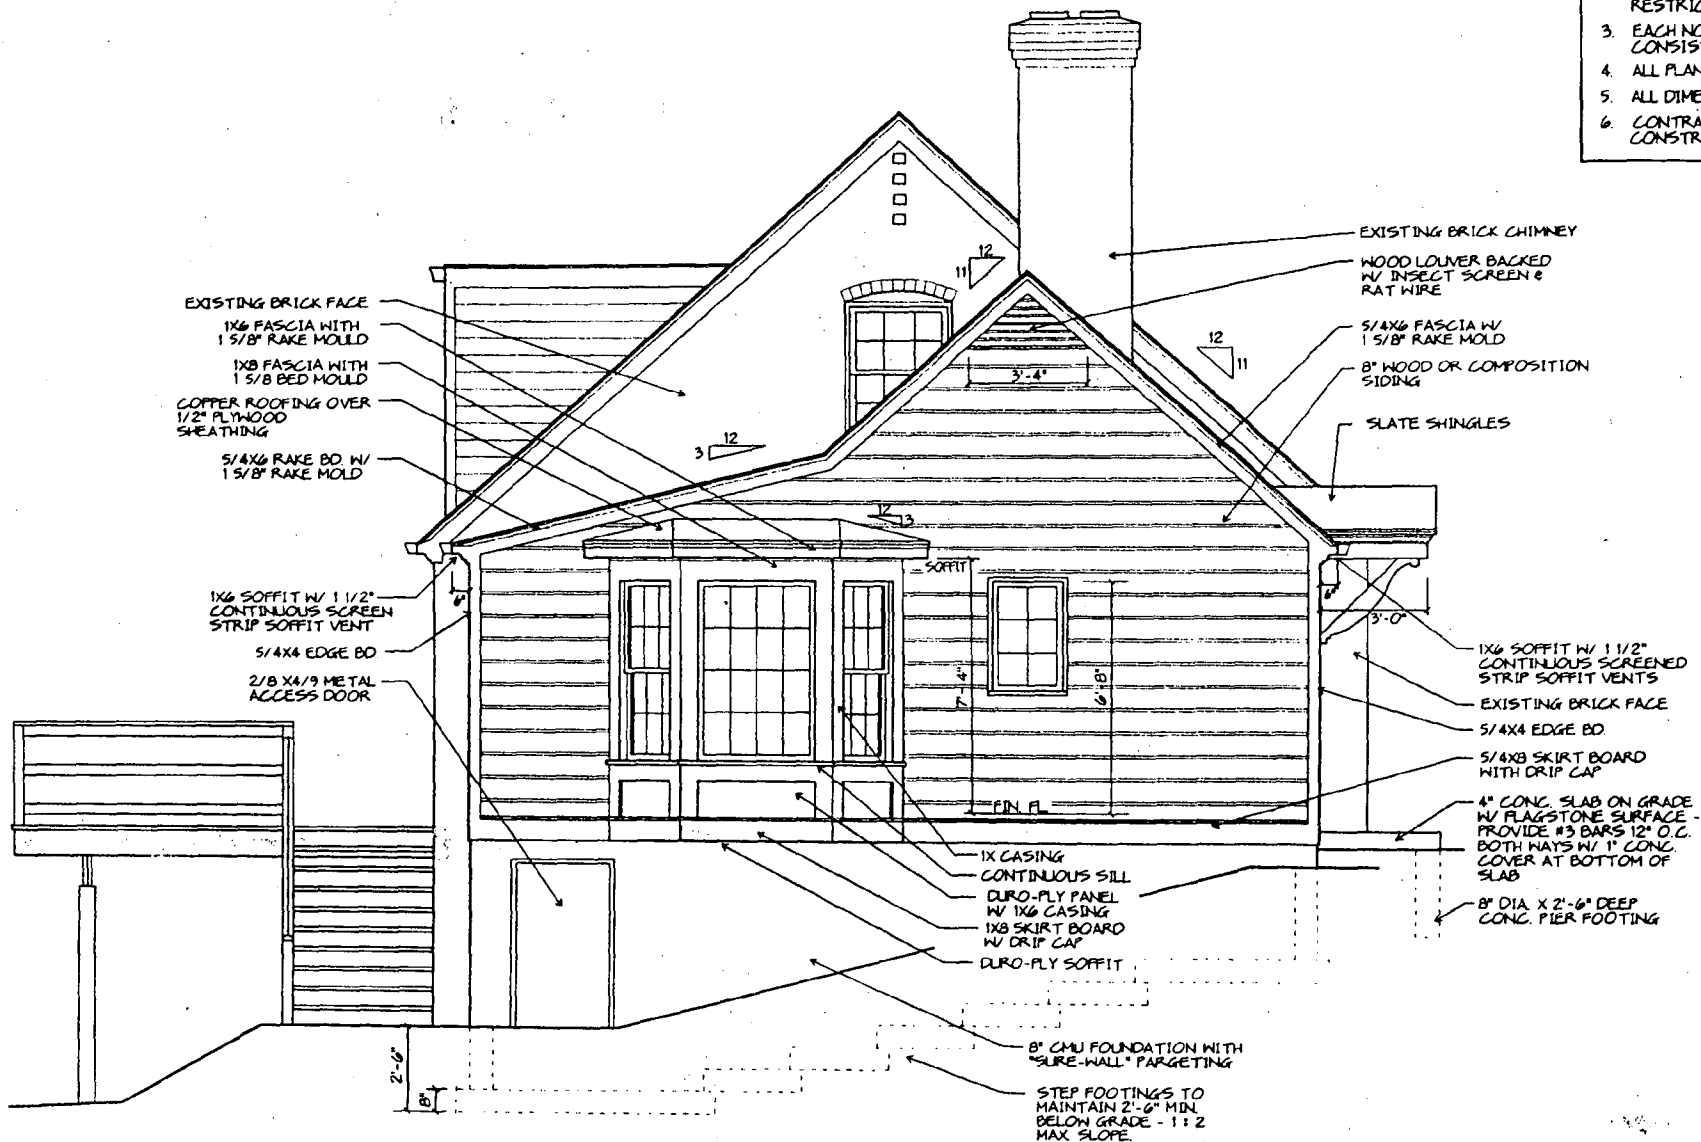 RESTRIC
3. EACH NO
CONSIS
4. ALL PLAN
5. ALL DIME
6. CONTRA
CONSTR
EXISTING BRICK CHIMNEY
WOOD LOUVER BACKED
W/ INSECT SCREEN &
RAT WIRE
5/4X6 FASCIA W/
1 5/8" RAKE MOLD
8" WOOD OR COMPOSITION
SIDING
SLATE SHINGLES
12
11
12
11
3'-4"
12
3
12
3
EXISTING BRICK FACE
1X6 FASCIA WITH
1 5/8" RAKE MOULD
1X8 FASCIA WITH
1 5/8 BED MOULD
COPPER ROOFING OVER
1/2" PLYWOOD
SHEATHING
5/4X6 RAKE BD. W/
1 5/8" RAKE MOLD
1X6 SOFFIT W/ 1 1/2"
CONTINUOUS SCREEN
STRIP SOFFIT VENT
5/4X4 EDGE BD
2/8 X4/9 METAL
ACCESS DOOR
6"
SOFFIT
7'-4"
6'-8"
FIN. FL.
6"
3'-0"
1X6 SOFFIT W/ 1 1/2"
CONTINUOUS SCREENED
STRIP SOFFIT VENTS
EXISTING BRICK FACE
5/4X4 EDGE BD.
5/4X8 SKIRT BOARD
WITH DRIP CAP
4" CONC. SLAB ON GRADE
W/ FLAGSTONE SURFACE -
PROVIDE #3 BARS 12" O.C.
BOTH WAYS W/ 1" CONC.
COVER AT BOTTOM OF
SLAB
8" DIA. X 2'-6" DEEP
CONC. PIER FOOTING
1X CASING
CONTINUOUS SILL
DURO-PLY PANEL
W/ 1X6 CASING
1X8 SKIRT BOARD
W/ DRIP CAP
DURO-PLY SOFFIT
8" CMU FOUNDATION WITH
"SURE-WALL" PARGETING
STEP FOOTINGS TO
MAINTAIN 2'-6" MIN.
BELOW GRADE - 1 : 2
MAX. SLOPE.
2'-6"
8"